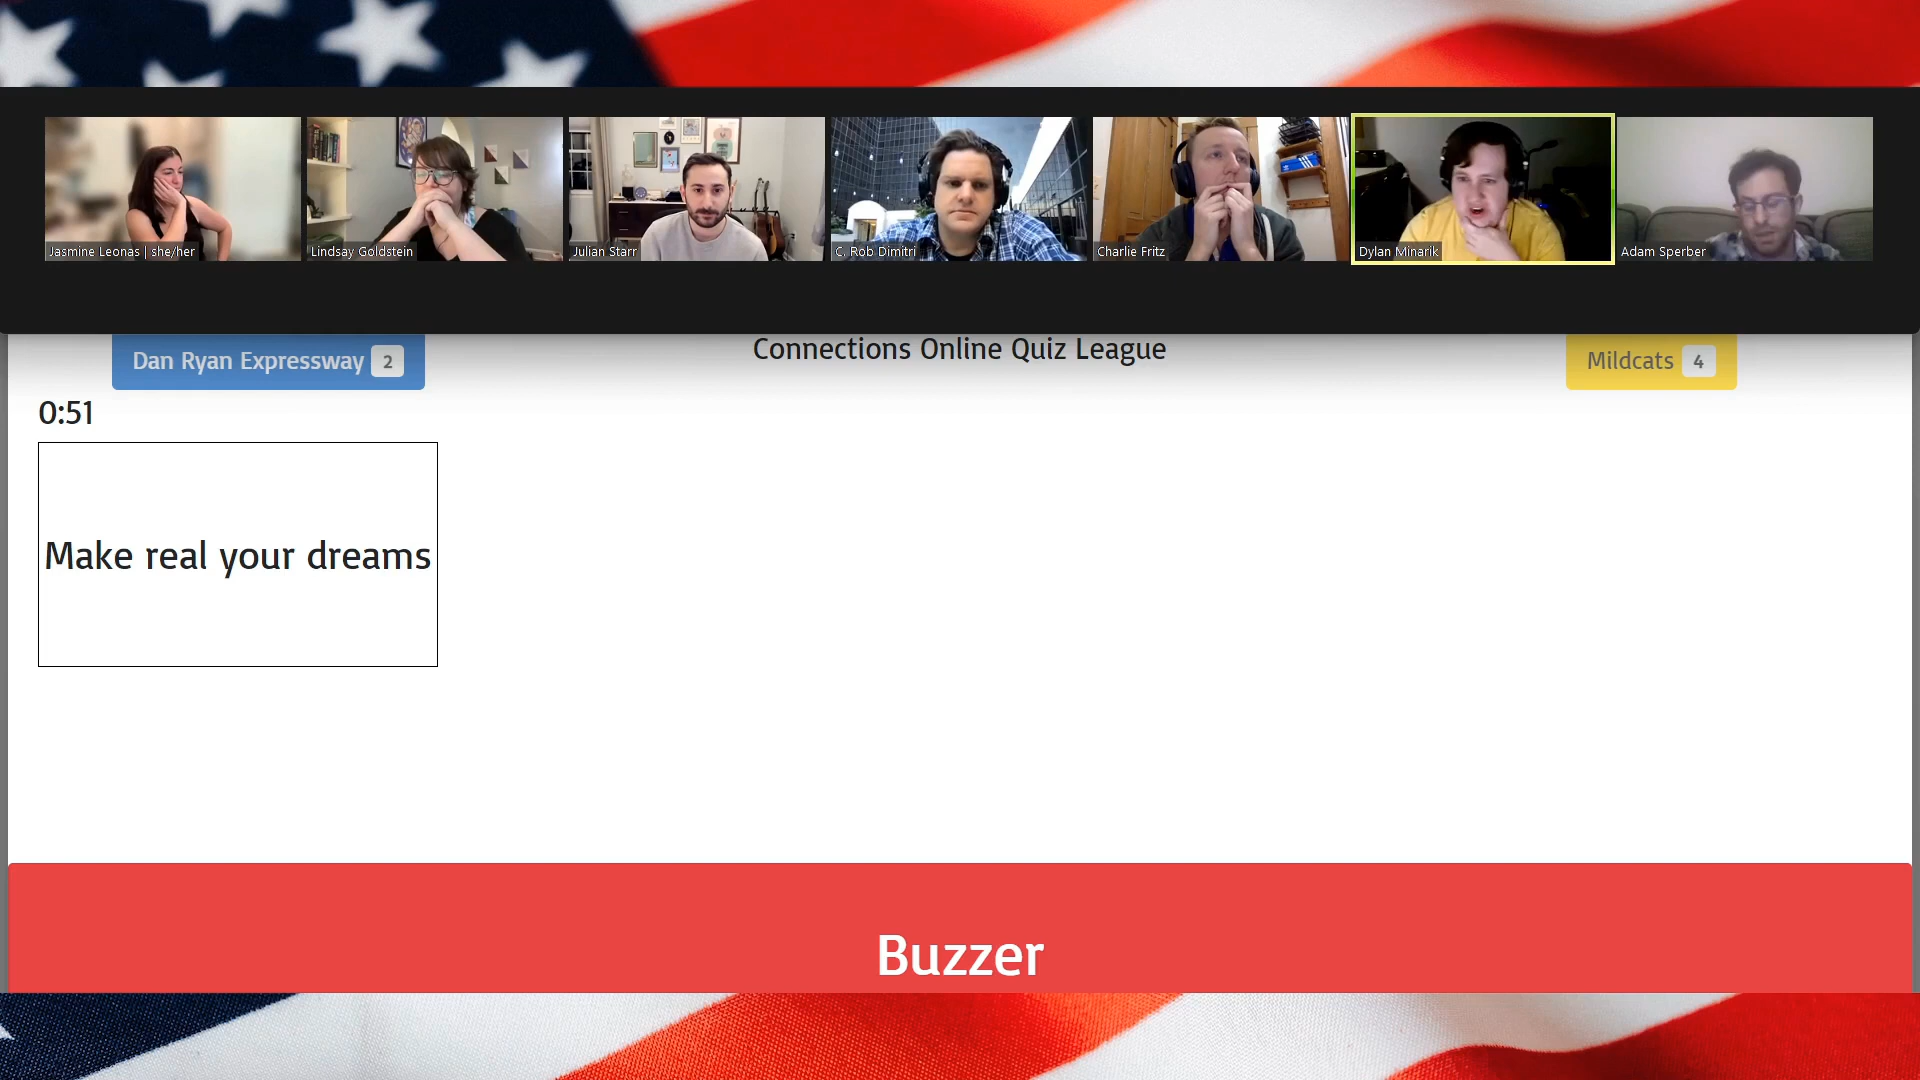 Jasmine Leonas | she/her
Lindsay Goldstein
Julian Starr
C. Rob Dimitri
Charlie Fritz
Dylan Minarik
Adam Sperber
Dan Ryan Expressway 2
Connections Online Quiz League
Mildcats 4
0:51
Make real your dreams
Buzzer